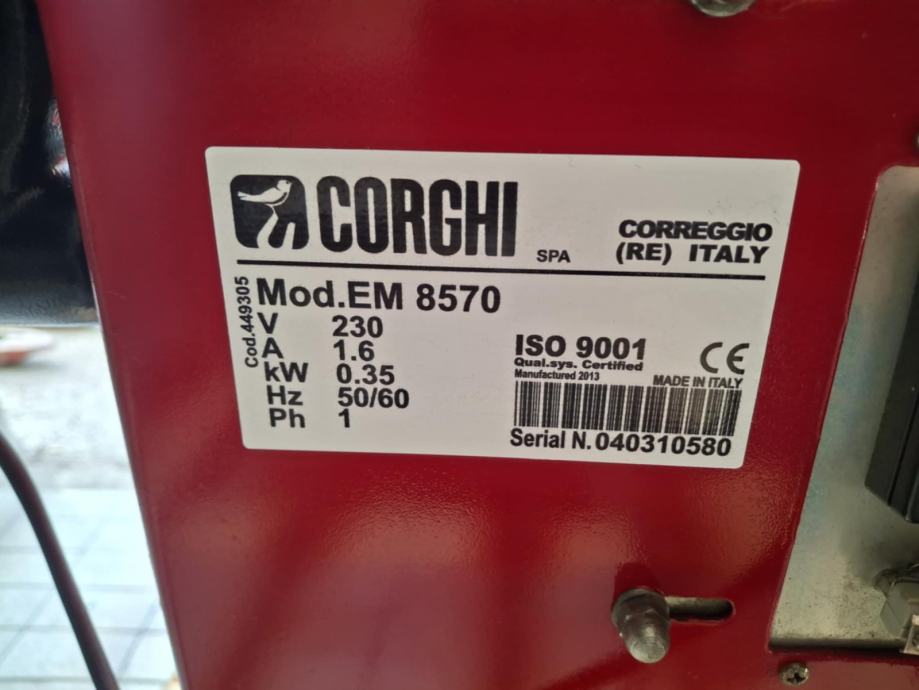 CORGHI SPA
CORREGGIO
(RE) ITALY
Cod.449305
Mod.EM 8570
V 230
A 1.6
kW 0.35
Hz 50/60
Ph 1
ISO 9001
Qual.sys. Certified
Manufactured 2013
CE
MADE IN ITALY
Serial N. 040310580